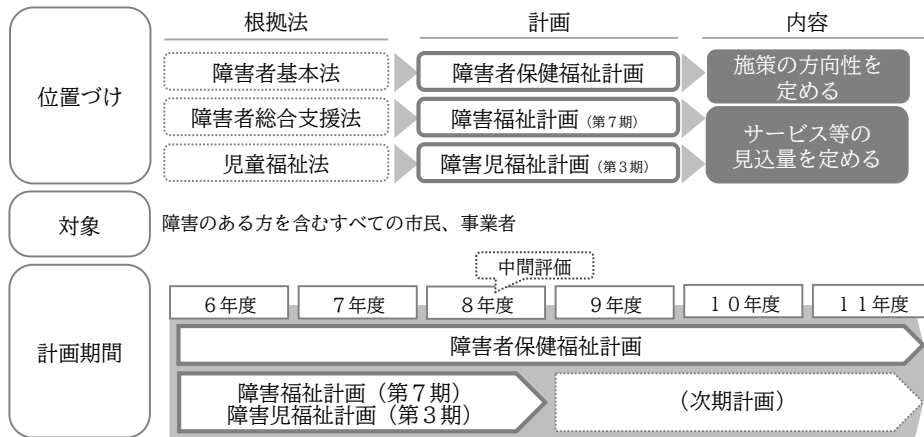 根拠法 計画 内容
位置づけ
障害者基本法 障害者保健福祉計画 施策の方向性を
定める
障害者総合支援法 障害福祉計画（第７期） サービス等の
見込量を定める
児童福祉法 障害児福祉計画（第３期）
対象 障害のある方を含むすべての市民、事業者
計画期間
中間評価
６年度 ７年度 ８年度 ９年度 １０年度 １１年度
障害者保健福祉計画
障害福祉計画（第７期）
障害児福祉計画（第３期）
（次期計画）